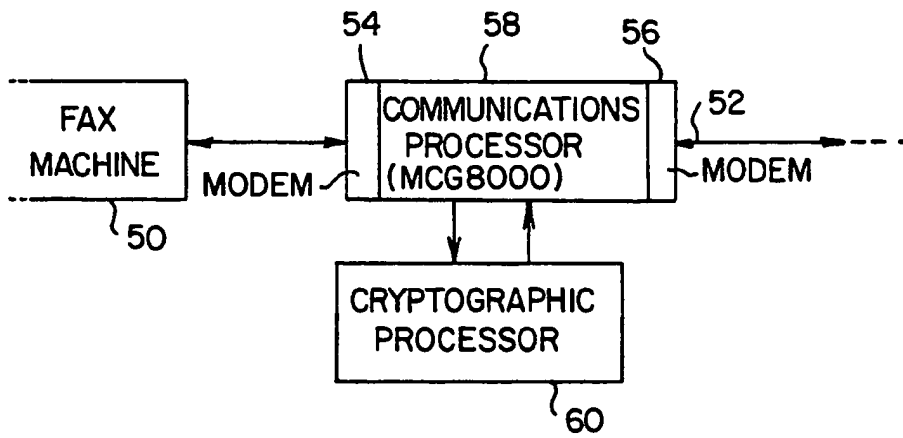 54
58
56
FAX
MACHINE
COMMUNICATIONS
PROCESSOR
(MCG8000)
52
MODEM
MODEM
50
CRYPTOGRAPHIC
PROCESSOR
60